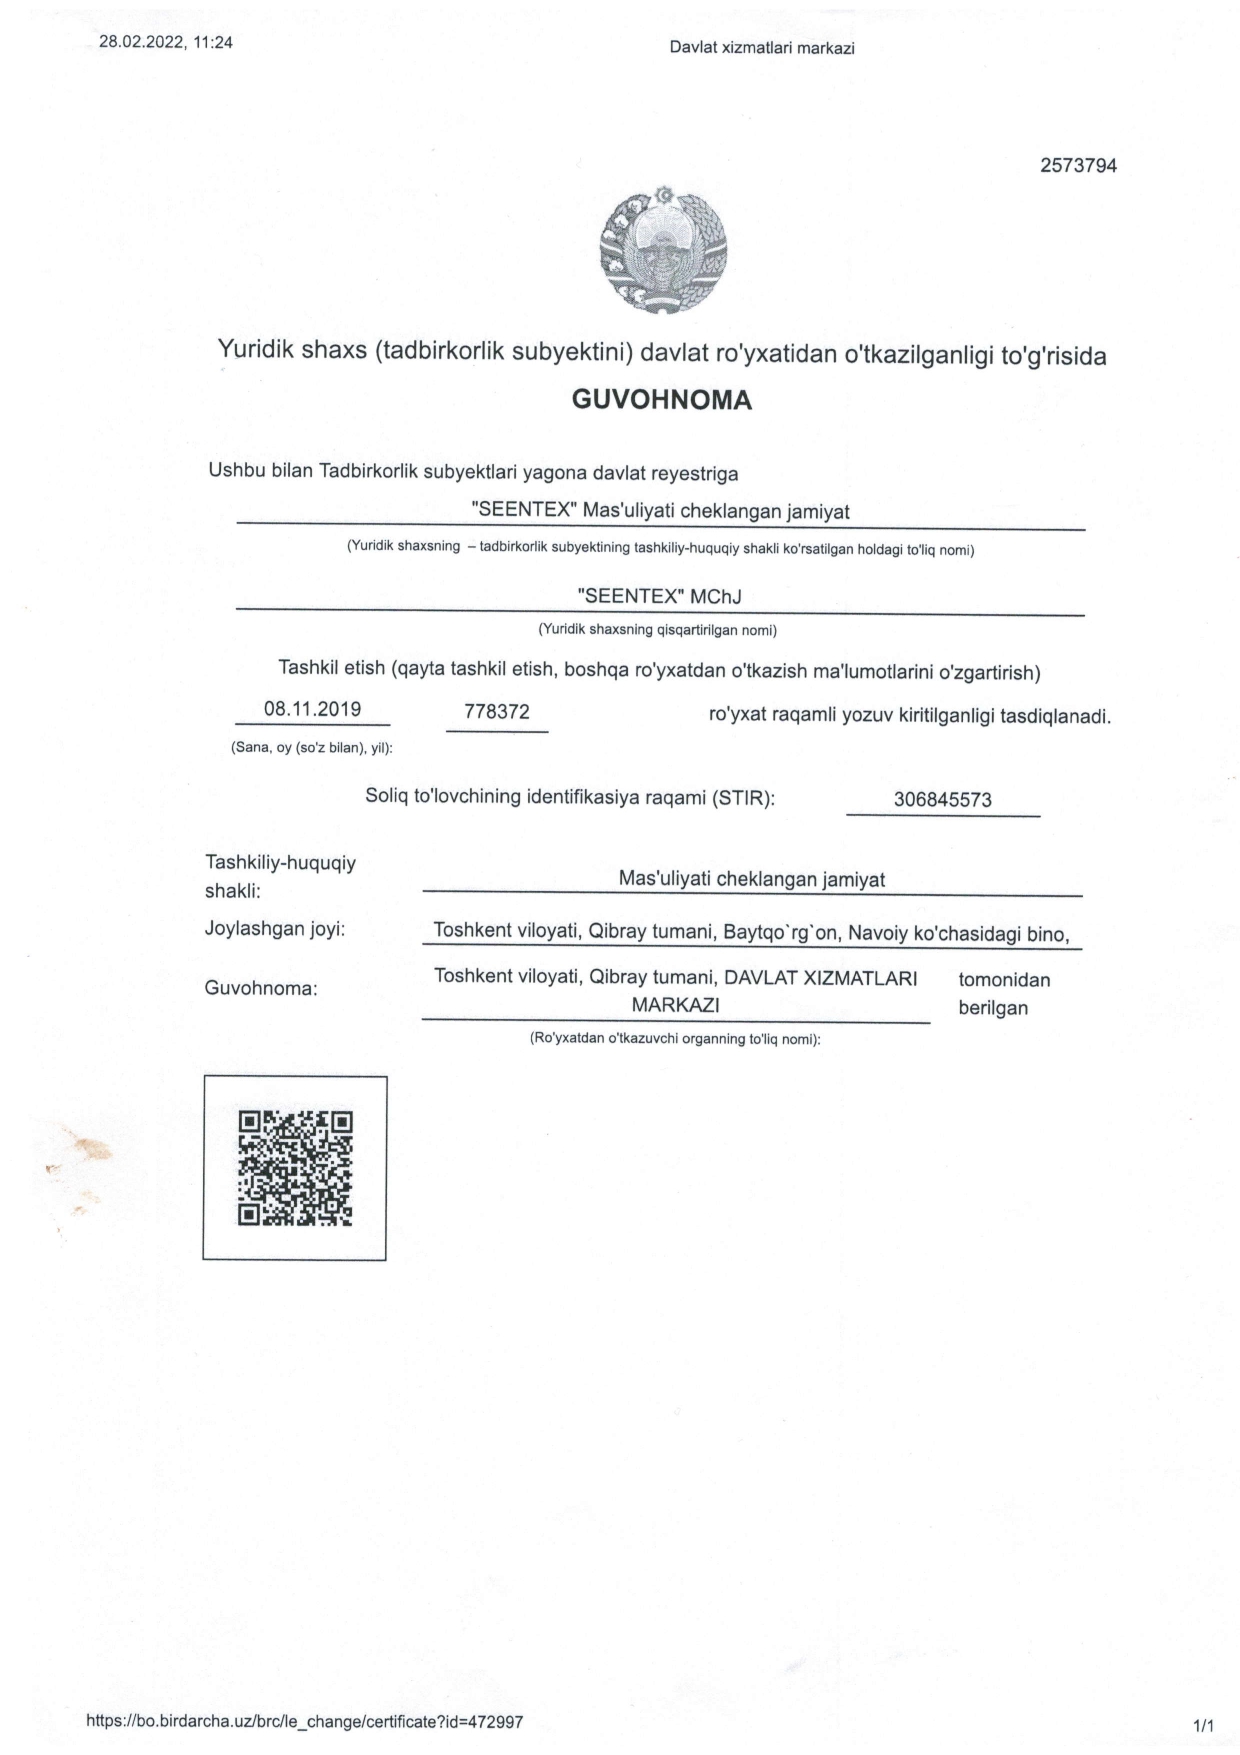 28.02.2022, 11:24
Davlat xizmatlari markazi
2573794
Yuridik shaxs (tadbirkorlik subyektini) davlat ro'yxatidan o'tkazilganligi to'g'risida
GUVOHNOMA
Ushbu bilan Tadbirkorlik subyektlari yagona davlat reyestriga
"SEENTEX" Mas'uliyati cheklangan jamiyat
(Yuridik shaxsning – tadbirkorlik subyektining tashkiliy-huquqiy shakli ko'rsatilgan holdagi to'liq nomi)
"SEENTEX" MChJ
(Yuridik shaxsning qisqartirilgan nomi)
Tashkil etish (qayta tashkil etish, boshqa ro'yxatdan o'tkazish ma'lumotlarini o'zgartirish)
08.11.2019 778372 ro'yxat raqamli yozuv kiritilganligi tasdiqlanadi.
(Sana, oy (so'z bilan), yil):
Soliq to'lovchining identifikasiya raqami (STIR): 306845573
Tashkiliy-huquqiy
shakli:
Mas'uliyati cheklangan jamiyat
Joylashgan joyi: Toshkent viloyati, Qibray tumani, Baytqo`rg`on, Navoiy ko'chasidagi bino,
Guvohnoma:
Toshkent viloyati, Qibray tumani, DAVLAT XIZMATLARI
MARKAZI
tomonidan
berilgan
(Ro'yxatdan o'tkazuvchi organning to'liq nomi):
https://bo.birdarcha.uz/brc/le_change/certificate?id=472997
1/1